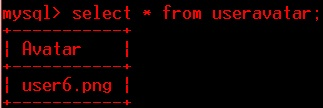 mysql> select * from useravatar;
+------------+
| Avatar     |
+------------+
| user6.png |
+------------+